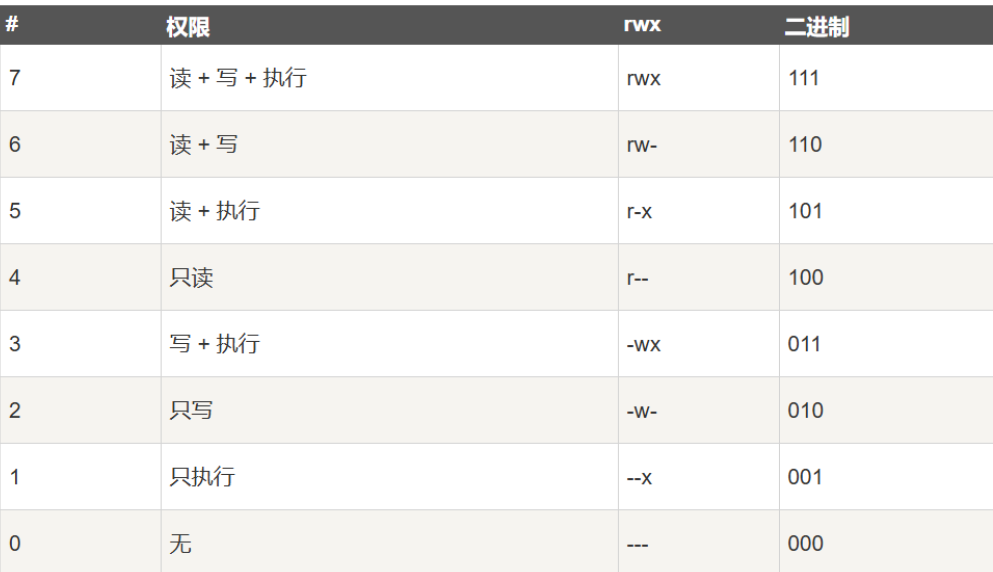 # 权限 rwx 二进制
7 读 + 写 + 执行 rwx 111
6 读 + 写 rw- 110
5 读 + 执行 r-x 101
4 只读 r-- 100
3 写 + 执行 -wx 011
2 只写 -w- 010
1 只执行 --x 001
0 无 --- 000